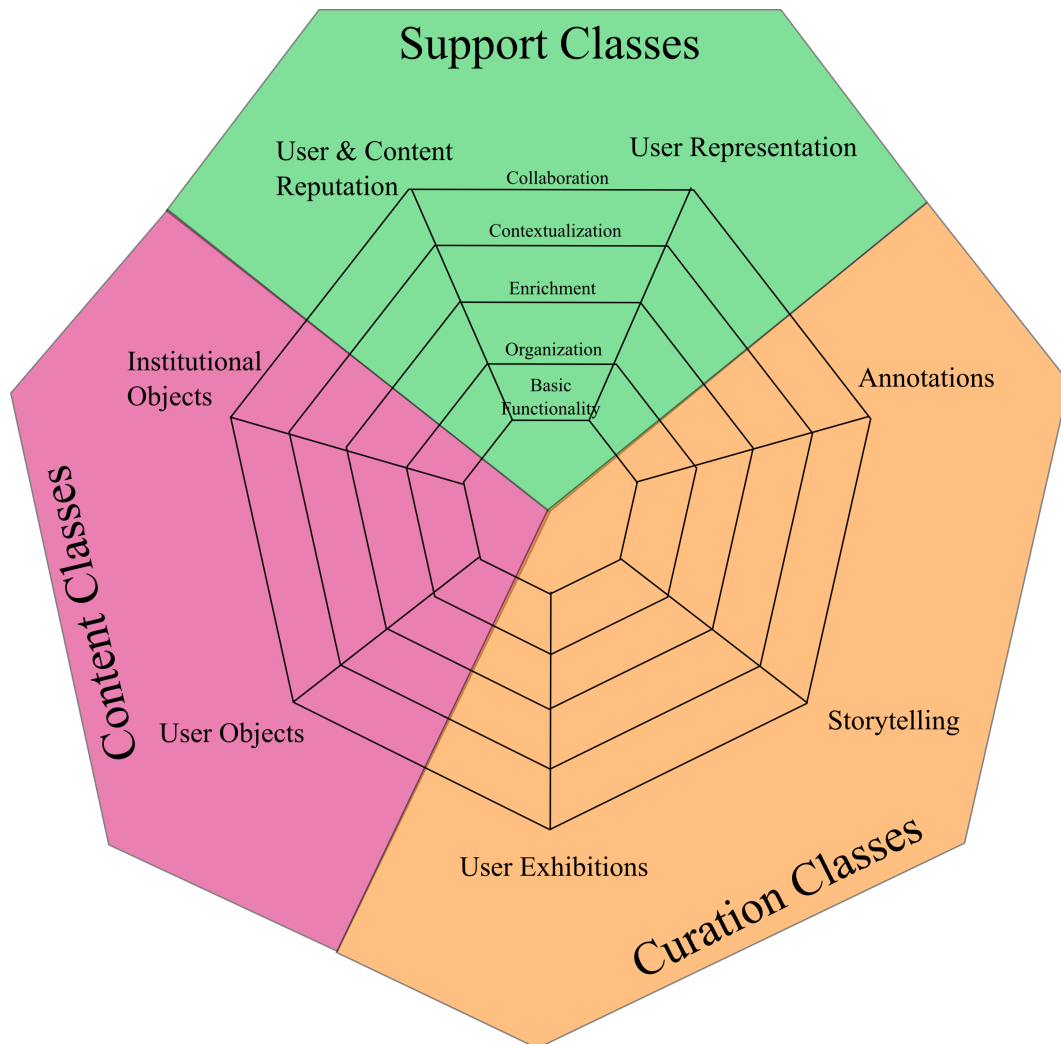 Support Classes
User & Content
Reputation
User Representation
Collaboration
Contextualization
Enrichment
Organization
Basic
Functionality
Institutional
Objects
Annotations
Content Classes
User Objects
Storytelling
User Exhibitions
Curation Classes